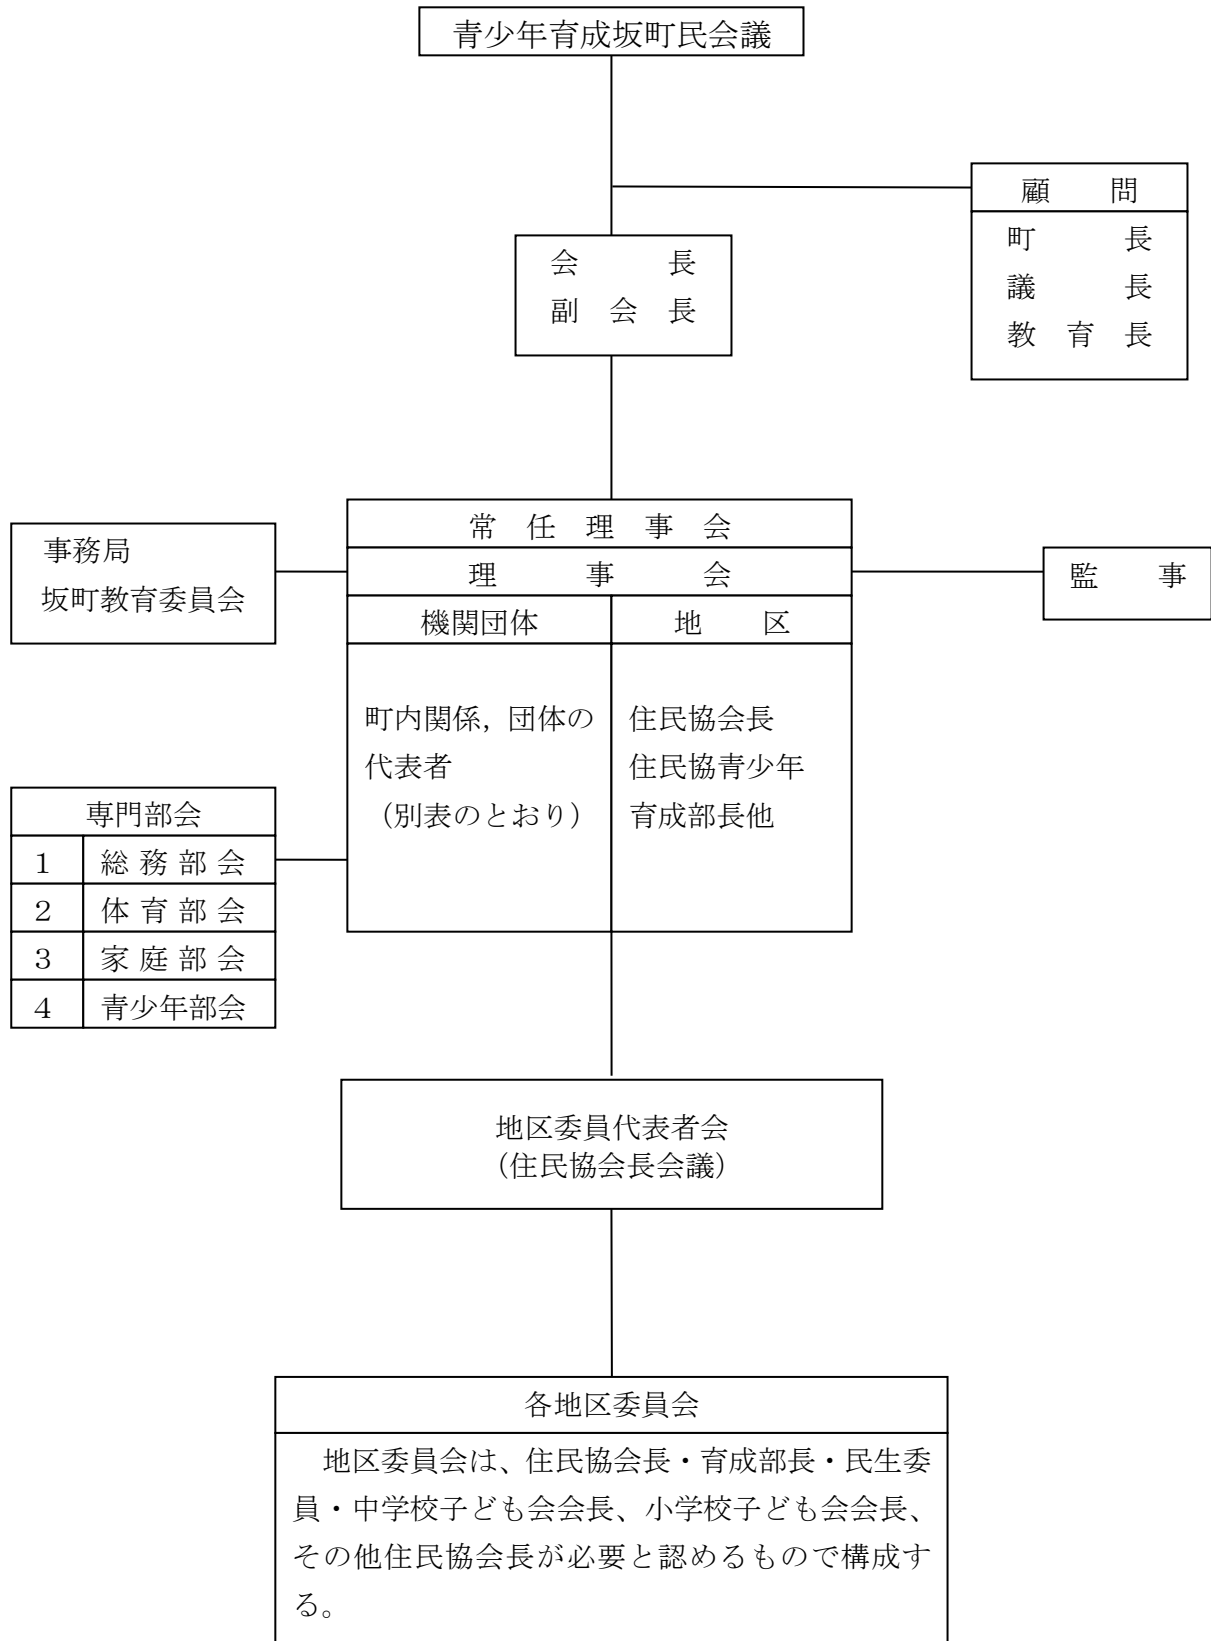 青少年育成坂町民会議
顧　　問
町　　　長
議　　　長
教　育　長
会　　　長
副　会　長
常　任　理　事　会
理　　　事　　　会
機関団体
地　　区
町内関係，団体の
代表者
（別表のとおり）
住民協会長
住民協青少年
育成部長他
事務局
坂町教育委員会
監　　事
専門部会
１　総務部会
２　体育部会
３　家庭部会
４　青少年部会
地区委員代表者会
（住民協会長会議）
各地区委員会
　地区委員会は、住民協会長・育成部長・民生委
員・中学校子ども会会長、小学校子ども会会長、
その他住民協会長が必要と認めるもので構成す
る。